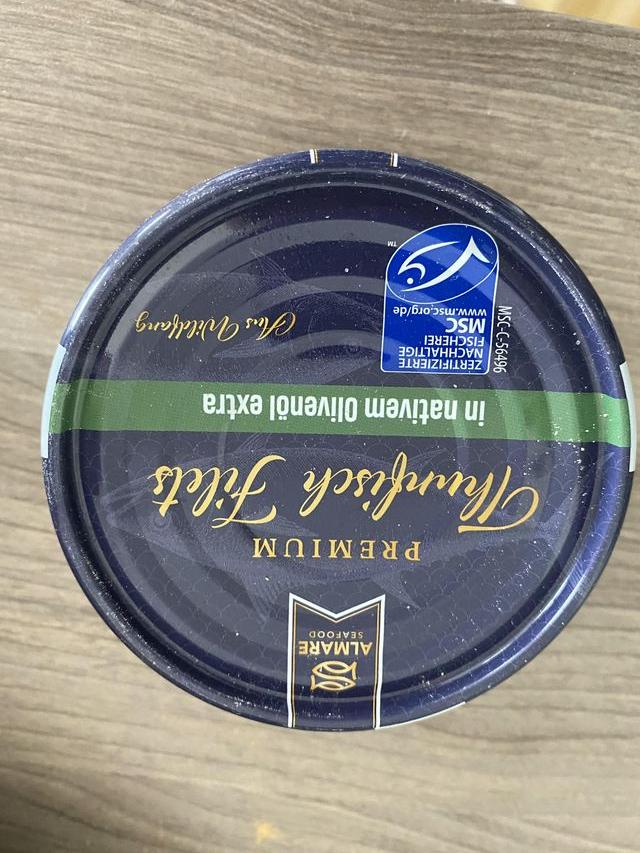 ALMARE
SEAFOOD
PREMIUM
Thunfisch Filets
in nativem Olivenöl extra
Aus Wildfang
ZERTIFIZIERTE
NACHHALTIGE
FISCHEREI
MSC
www.msc.org/de
TM
MSC-C-56496